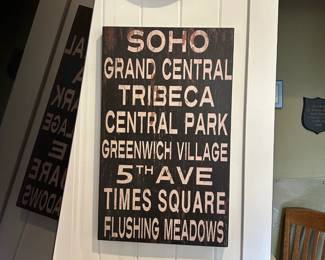 SOHO
GRAND CENTRAL
TRIBECA
CENTRAL PARK
GREENWICH VILLAGE
5TH AVE
TIMES SQUARE
FLUSHING MEADOWS